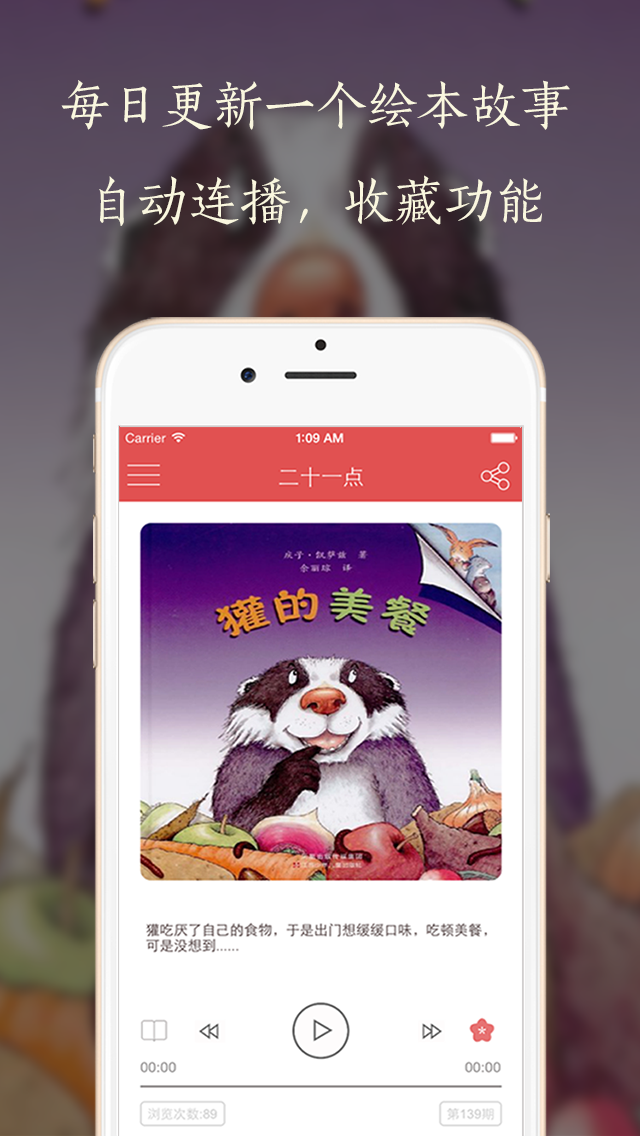 每日更新一个绘本故事
自动连播，收藏功能
Carrier
1:09 AM
二十一点
庆子·凯萨兹 著
余丽琼 译
獾的美餐
獾吃厌了自己的食物，于是出门想缓缓口味，吃顿美餐，
可是没想到......
00:00
00:00
浏览次数:89
第139期